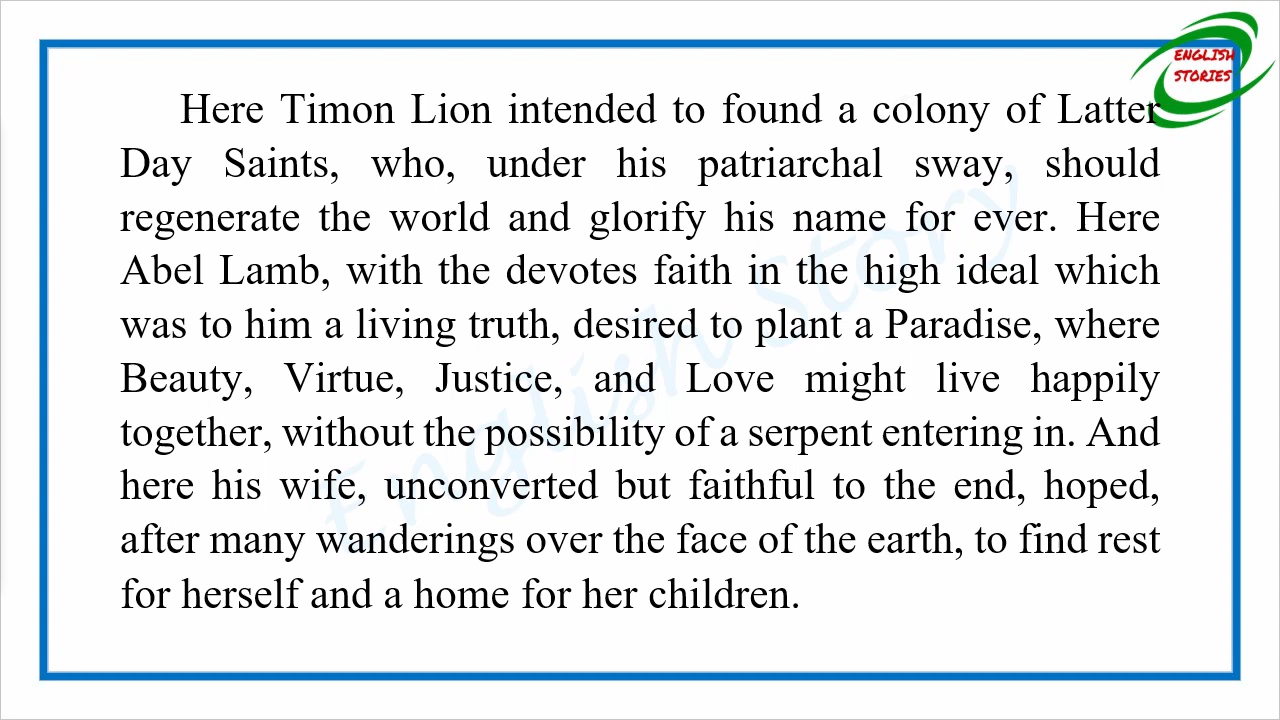 ENGLISH
STORIES
Here Timon Lion intended to found a colony of Latter
Day Saints, who, under his patriarchal sway, should
regenerate the world and glorify his name for ever. Here
Abel Lamb, with the devotes faith in the high ideal which
was to him a living truth, desired to plant a Paradise, where
Beauty, Virtue, Justice, and Love might live happily
together, without the possibility of a serpent entering in. And
here his wife, unconverted but faithful to the end, hoped,
after many wanderings over the face of the earth, to find rest
for herself and a home for her children.
English Story